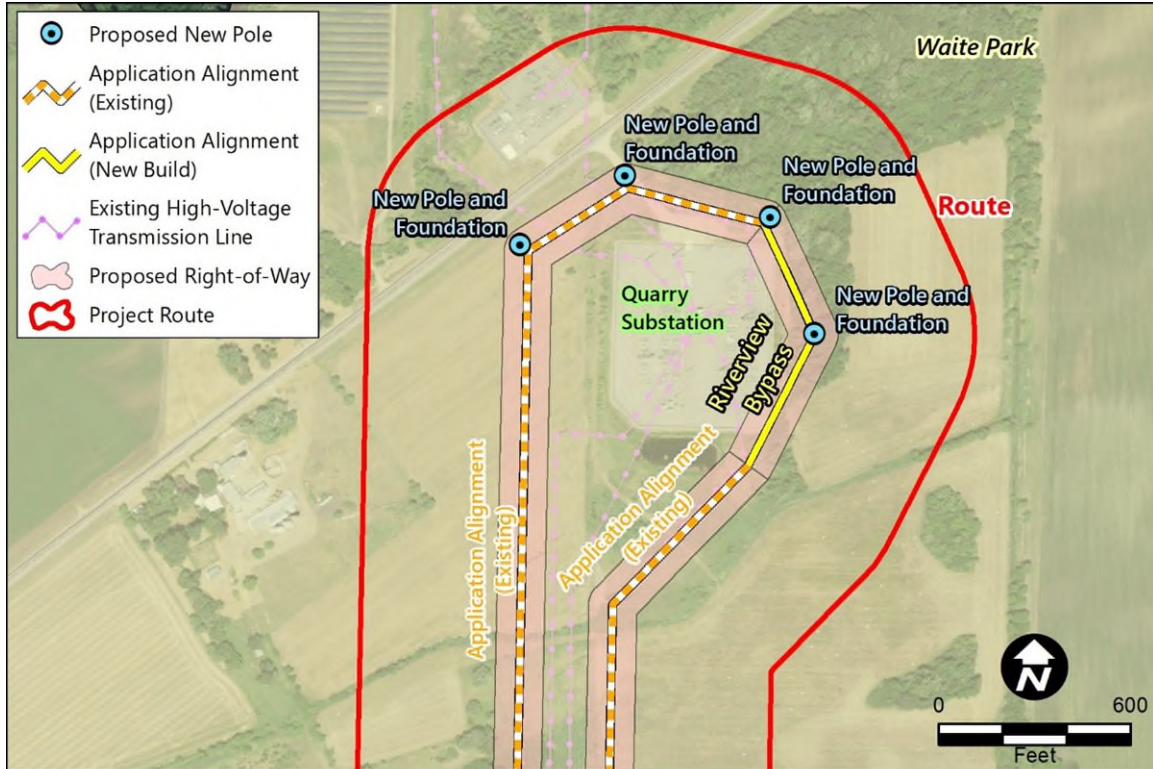 Proposed New Pole
Application Alignment
(Existing)
Application Alignment
(New Build)
Existing High-Voltage
Transmission Line
Proposed Right-of-Way
Project Route
Waite Park
New Pole and
Foundation
New Pole and
Foundation
New Pole and
Foundation
Route
Quarry
Substation
New Pole and
Foundation
Riverview
Bypass
Application Alignment
(Existing)
Application Alignment
(Existing)
N
0 600
Feet